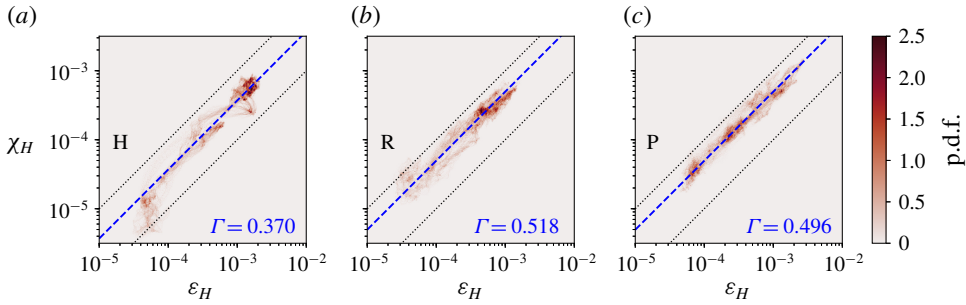 (a) (b) (c)
2.5
10⁻³
2.0
10⁻⁴ H R P 1.5
χ_H p.d.f.
1.0
10⁻⁵ 0.5
Γ = 0.370 Γ = 0.518 Γ = 0.496
0
10⁻⁵ 10⁻⁴ 10⁻³ 10⁻² 10⁻⁵ 10⁻⁴ 10⁻³ 10⁻² 10⁻⁵ 10⁻⁴ 10⁻³ 10⁻²
ε_H ε_H ε_H